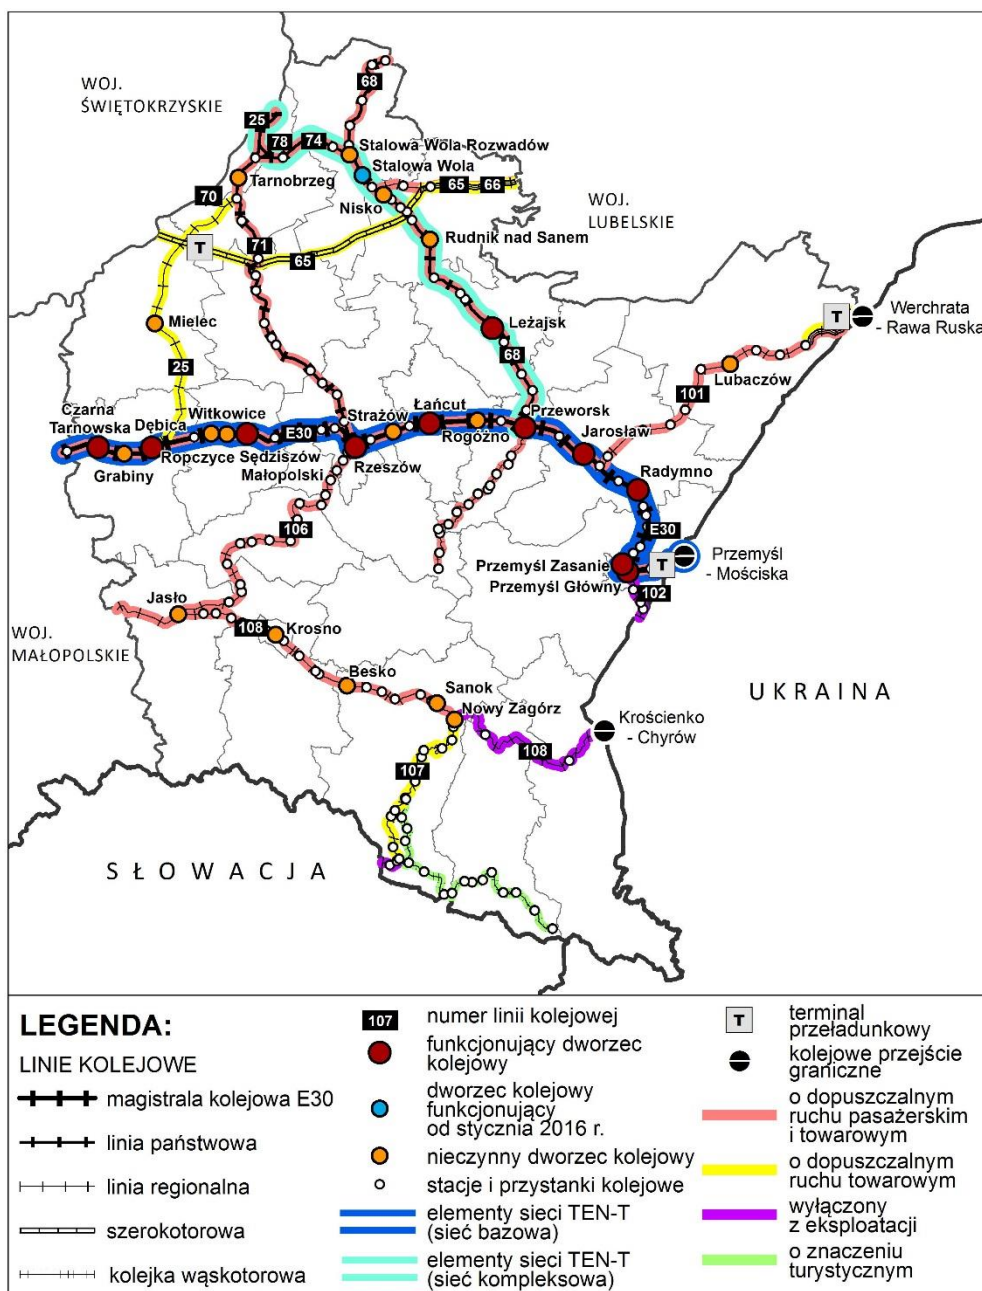 WOJ.
ŚWIĘTOKRZYSKIE
68
25
78
74
Stalowa Wola Rozwadów
Stalowa Wola
Tarnobrzeg
70
Nisko
65
66
WOJ.
LUBELSKIE
Rudnik nad Sanem
T
71
65
Werchrata
- Rawa Ruska
T
Mielec
Leżajsk
25
68
Lubaczów
101
Czarna
Tarnowska
Dębica
Witkowice
E30
Strażów
Łańcut
Przeworsk
Jarosław
Grabiny
Ropczyce
Sędziszów
Małopolski
Rzeszów
Rogóżno
Radymno
106
E30
Przemyśl Zasanie
Przemyśl Główny
T
Przemyśl
- Mościska
102
Jasło
108
Krosno
WOJ.
MAŁOPOLSKIE
Besko
Sanok
Nowy Zagórz
UKRAINA
Krościenko
- Chyrów
108
107
SŁOWACJA
LEGENDA:
LINIE KOLEJOWE
magistrala kolejowa E30
linia państwowa
linia regionalna
szerokotorowa
kolejka wąskotorowa
107
numer linii kolejowej
funkcjonujący dworzec
kolejowy
dworzec kolejowy
funkcjonujący
od stycznia 2016 r.
nieczynny dworzec kolejowy
stacje i przystanki kolejowe
elementy sieci TEN-T
(sieć bazowa)
elementy sieci TEN-T
(sieć kompleksowa)
T
terminal
przeładunkowy
kolejowe przejście
graniczne
o dopuszczalnym
ruchu pasażerskim
i towarowym
o dopuszczalnym
ruchu towarowym
wyłączony
z eksploatacji
o znaczeniu
turystycznym